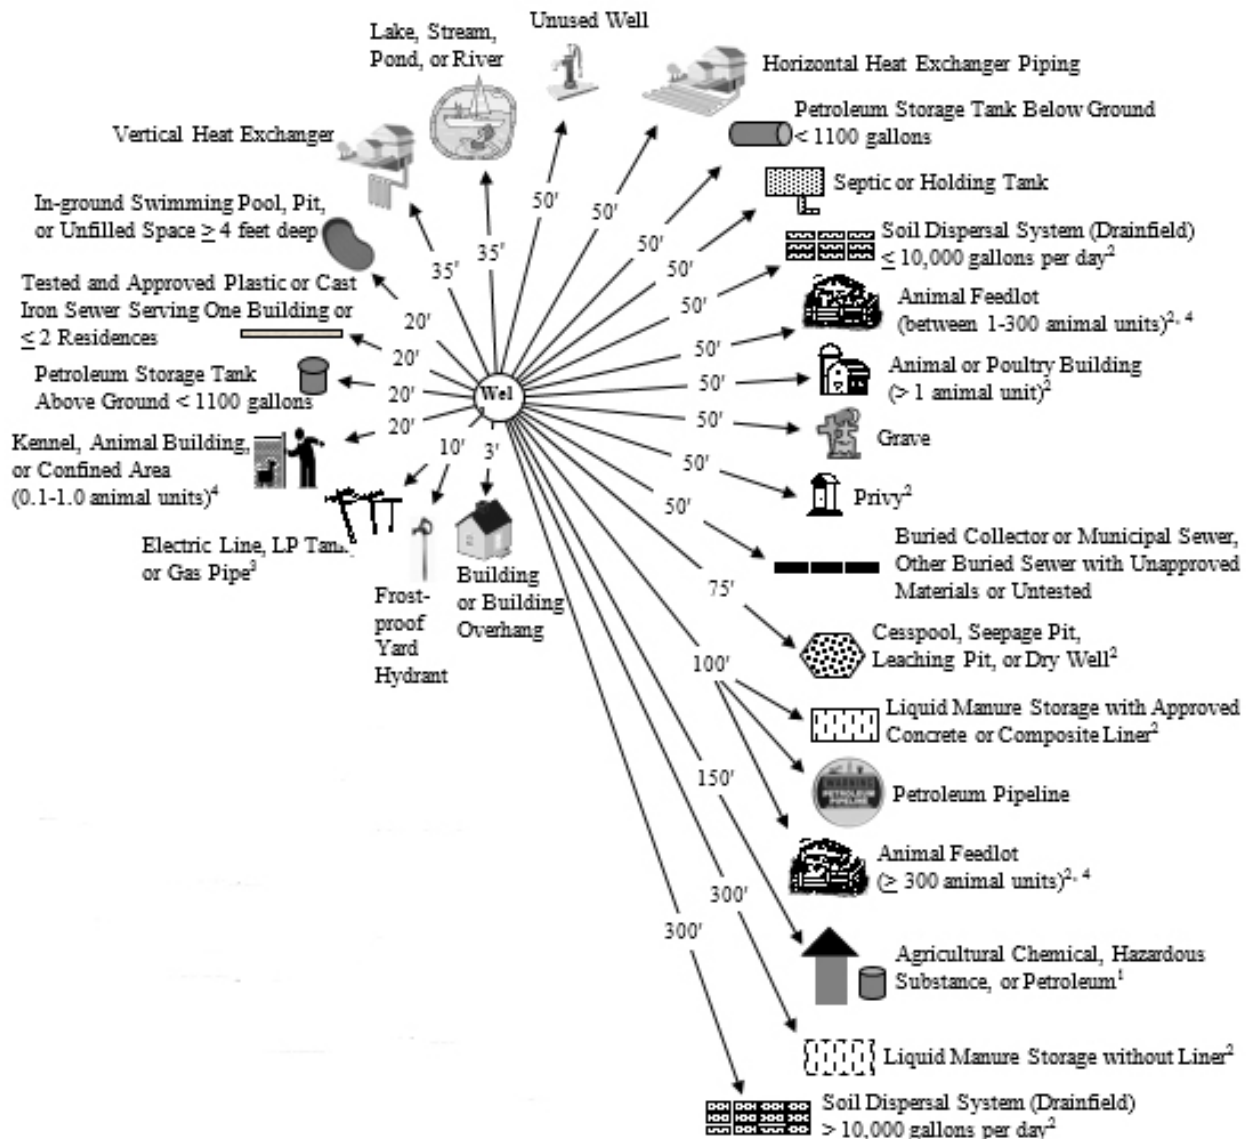 Unused Well
Lake, Stream,
Pond, or River
Horizontal Heat Exchanger Piping
Petroleum Storage Tank Below Ground
< 1100 gallons
Vertical Heat Exchanger
Septic or Holding Tank
In-ground Swimming Pool, Pit,
or Unfilled Space ≥ 4 feet deep
Soil Dispersal System (Drainfield)
≤ 10,000 gallons per day²
Tested and Approved Plastic or Cast
Iron Sewer Serving One Building or
≤ 2 Residences
Animal Feedlot
(between 1-300 animal units)²˒ ⁴
Petroleum Storage Tank
Above Ground < 1100 gallons
Animal or Poultry Building
(> 1 animal unit)²
Kennel, Animal Building,
or Confined Area
(0.1-1.0 animal units)⁴
Grave
Privy²
Electric Line, LP Tank,
or Gas Pipe³
Frost-
proof
Yard
Hydrant
Building
or Building
Overhang
Buried Collector or Municipal Sewer,
Other Buried Sewer with Unapproved
Materials or Untested
Cesspool, Seepage Pit,
Leaching Pit, or Dry Well²
Liquid Manure Storage with Approved
Concrete or Composite Liner²
WARNING
PETROLEUM
PIPELINE
Petroleum Pipeline
Animal Feedlot
(≥ 300 animal units)²˒ ⁴
Agricultural Chemical, Hazardous
Substance, or Petroleum¹
Liquid Manure Storage without Liner²
Soil Dispersal System (Drainfield)
> 10,000 gallons per day²
Wel
35'
35'
50'
50'
50'
50'
50'
50'
50'
50'
50'
50'
75'
100'
150'
300'
300'
3'
10'
20'
20'
20'
20'